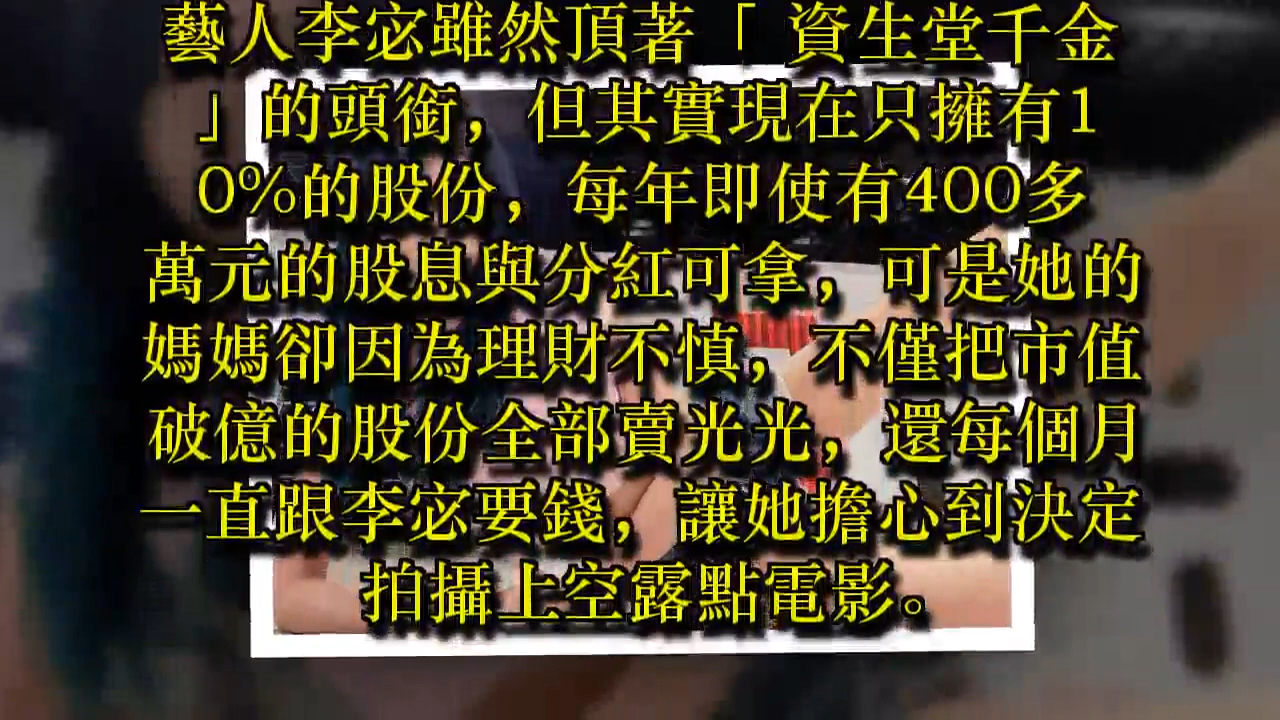 藝人李宓雖然頂著「 資生堂千金
」的頭銜，但其實現在只擁有1
0%的股份，每年即使有400多
萬元的股息與分紅可拿，可是她的
媽媽卻因為理財不慎，不僅把市值
破億的股份全部賣光光，還每個月
一直跟李宓要錢，讓她擔心到決定
拍攝上空露點電影。